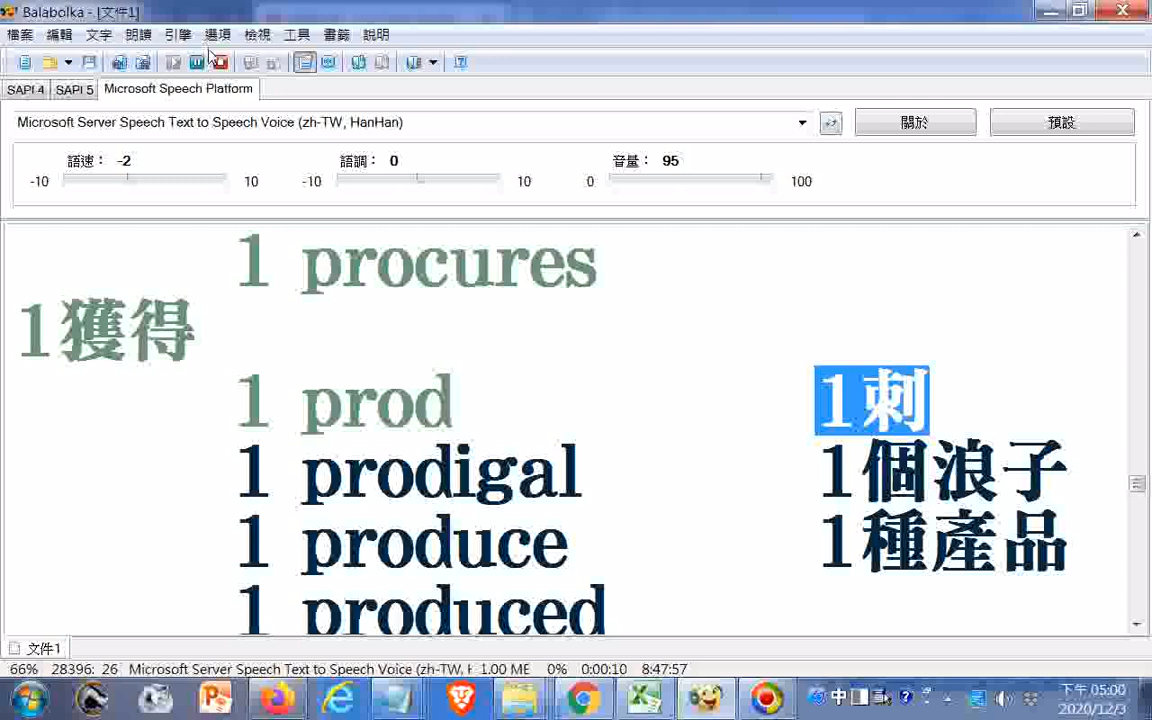 Balabolka - [文件1]
檔案 編輯 文字 朗讀 引擎 選項 檢視 工具 書籤 說明
SAPI 4 SAPI 5 Microsoft Speech Platform
Microsoft Server Speech Text to Speech Voice (zh-TW, HanHan) 關於 預設
語速： -2 語調： 0 音量： 95
-10 10 -10 10 0 100
1 procures
1獲得
1 prod 1刺
1 prodigal 1個浪子
1 produce 1種產品
1 produced
文件1
66% 28396: 26 Microsoft Server Speech Text to Speech Voice (zh-TW, 1.00 ME 0% 0:00:10 8:47:57
中 下午 05:00
2020/12/3